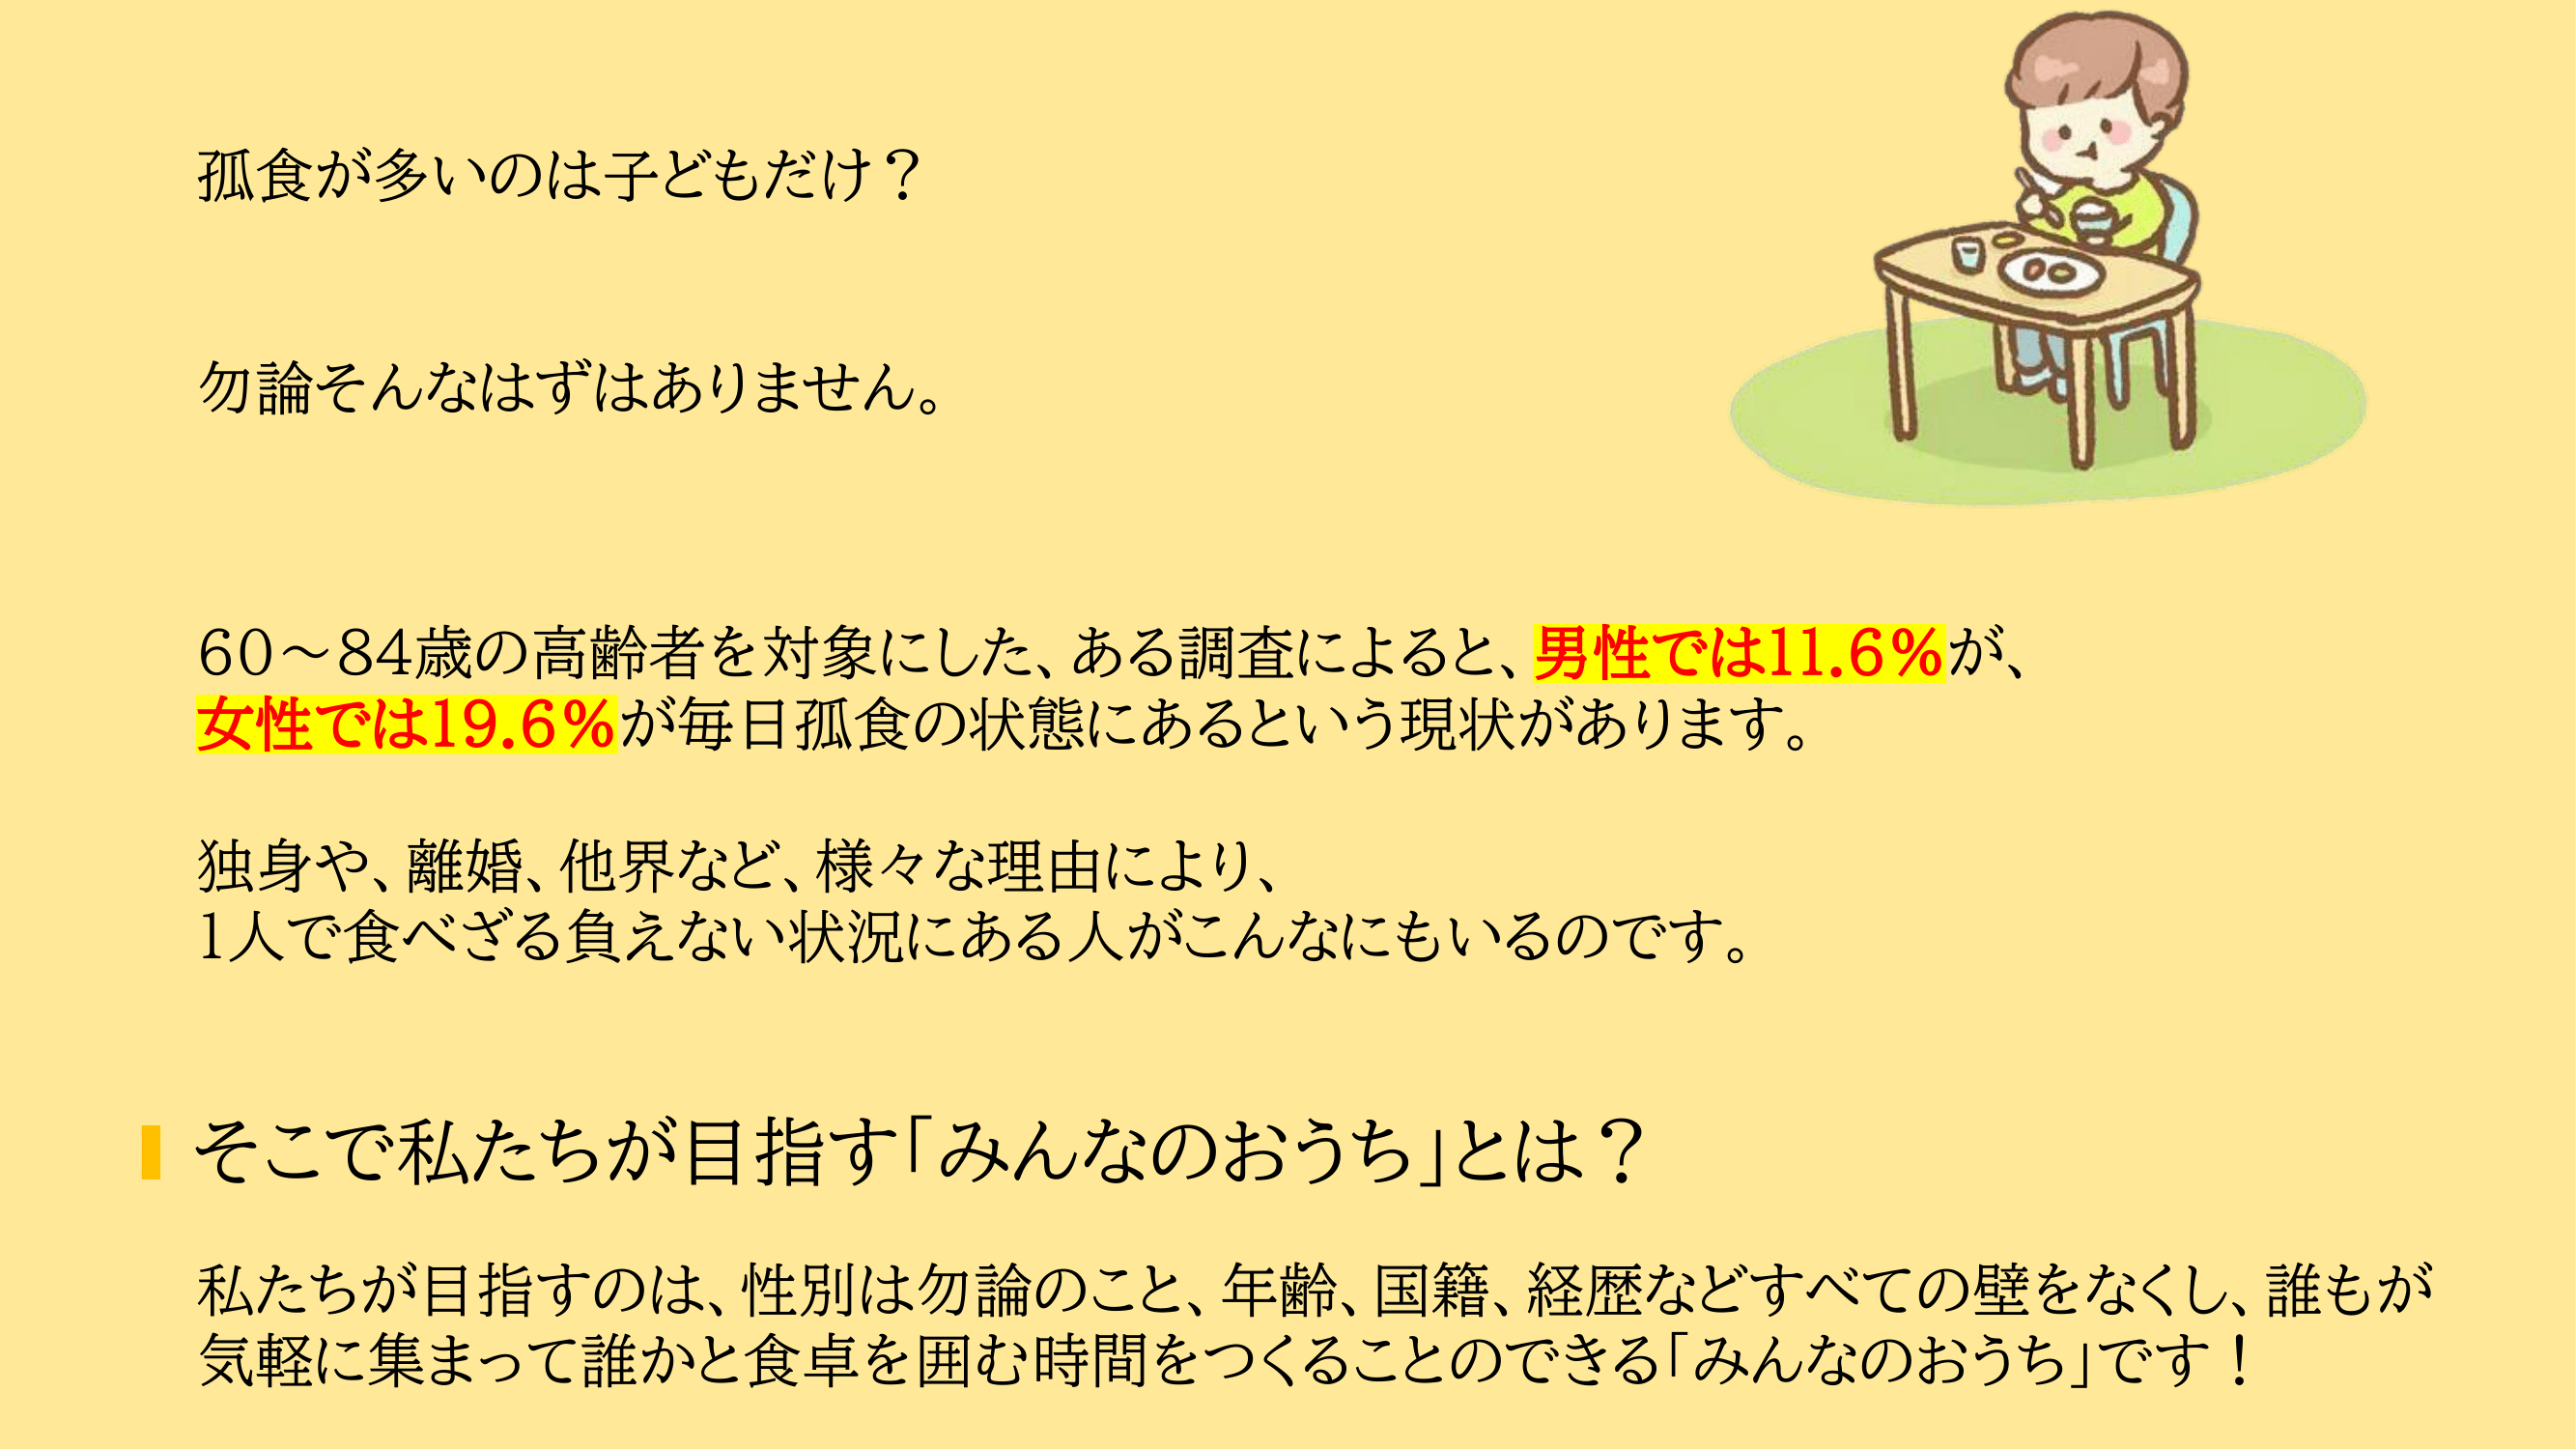 孤食が多いのは子どもだけ？
勿論そんなはずはありません。
60～84歳の高齢者を対象にした、ある調査によると、男性では11.6%が、
女性では19.6%が毎日孤食の状態にあるという現状があります。
独身や、離婚、他界など、様々な理由により、
1人で食べざる負えない状況にある人がこんなにもいるのです。
そこで私たちが目指す「みんなのおうち」とは？
私たちが目指すのは、性別は勿論のこと、年齢、国籍、経歴などすべての壁をなくし、誰もが
気軽に集まって誰かと食卓を囲む時間をつくることのできる「みんなのおうち」です！